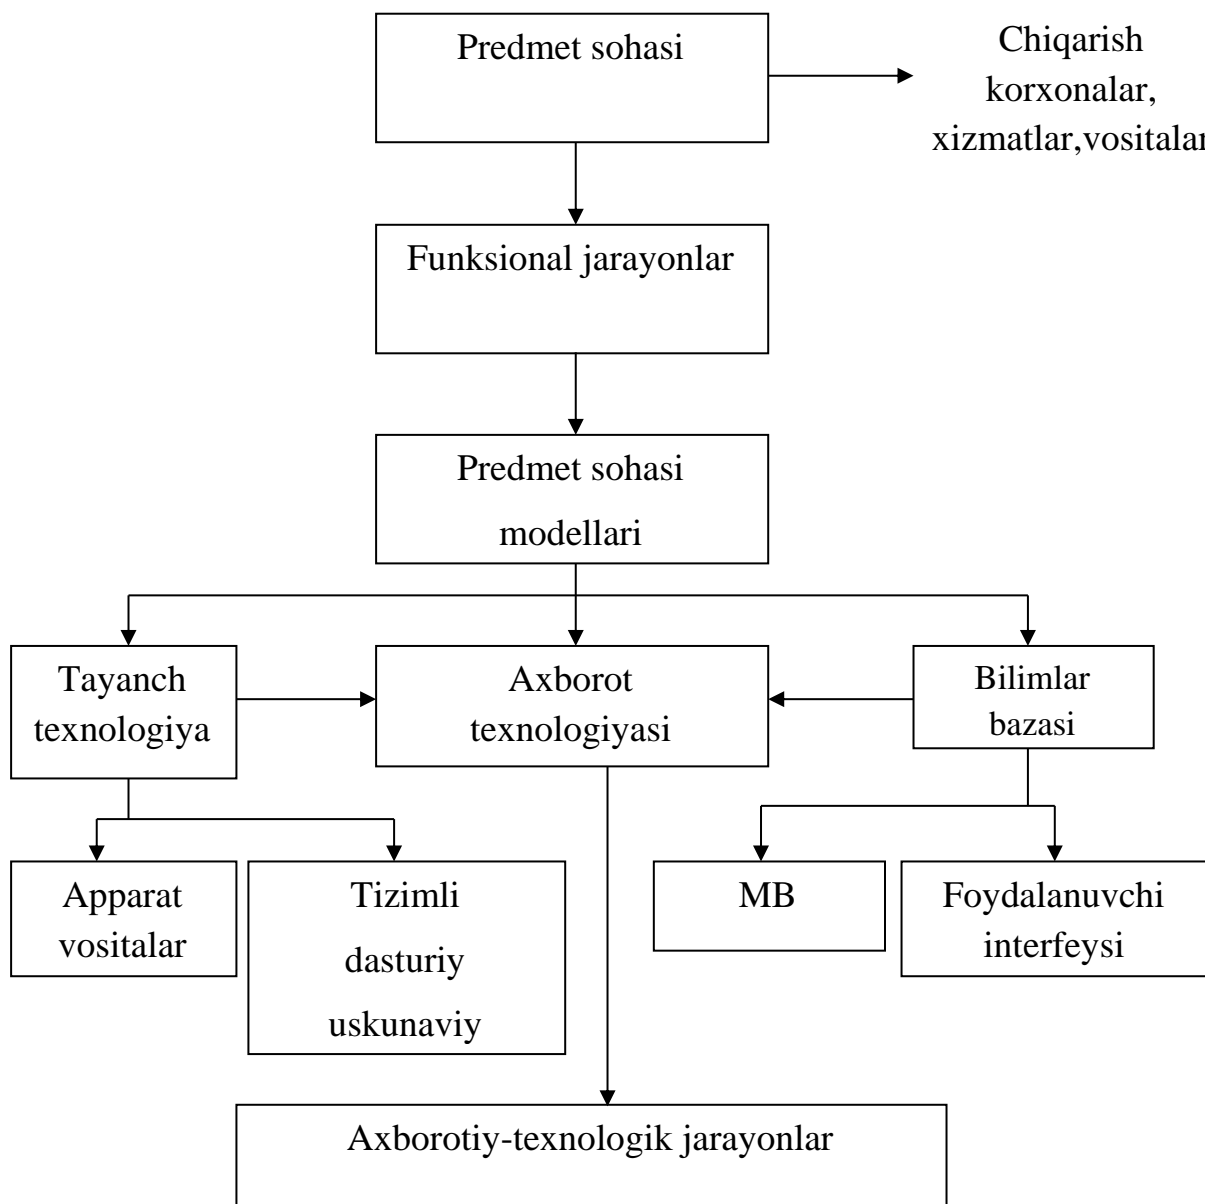 Predmet sohasi
Chiqarish
korxonalar,
xizmatlar,vositalar
Funksional jarayonlar
Predmet sohasi
modellari
Tayanch
texnologiya
Axborot
texnologiyasi
Bilimlar
bazasi
Apparat
vositalar
Tizimli
dasturiy
uskunaviy
MB
Foydalanuvchi
interfeysi
Axborotiy-texnologik jarayonlar